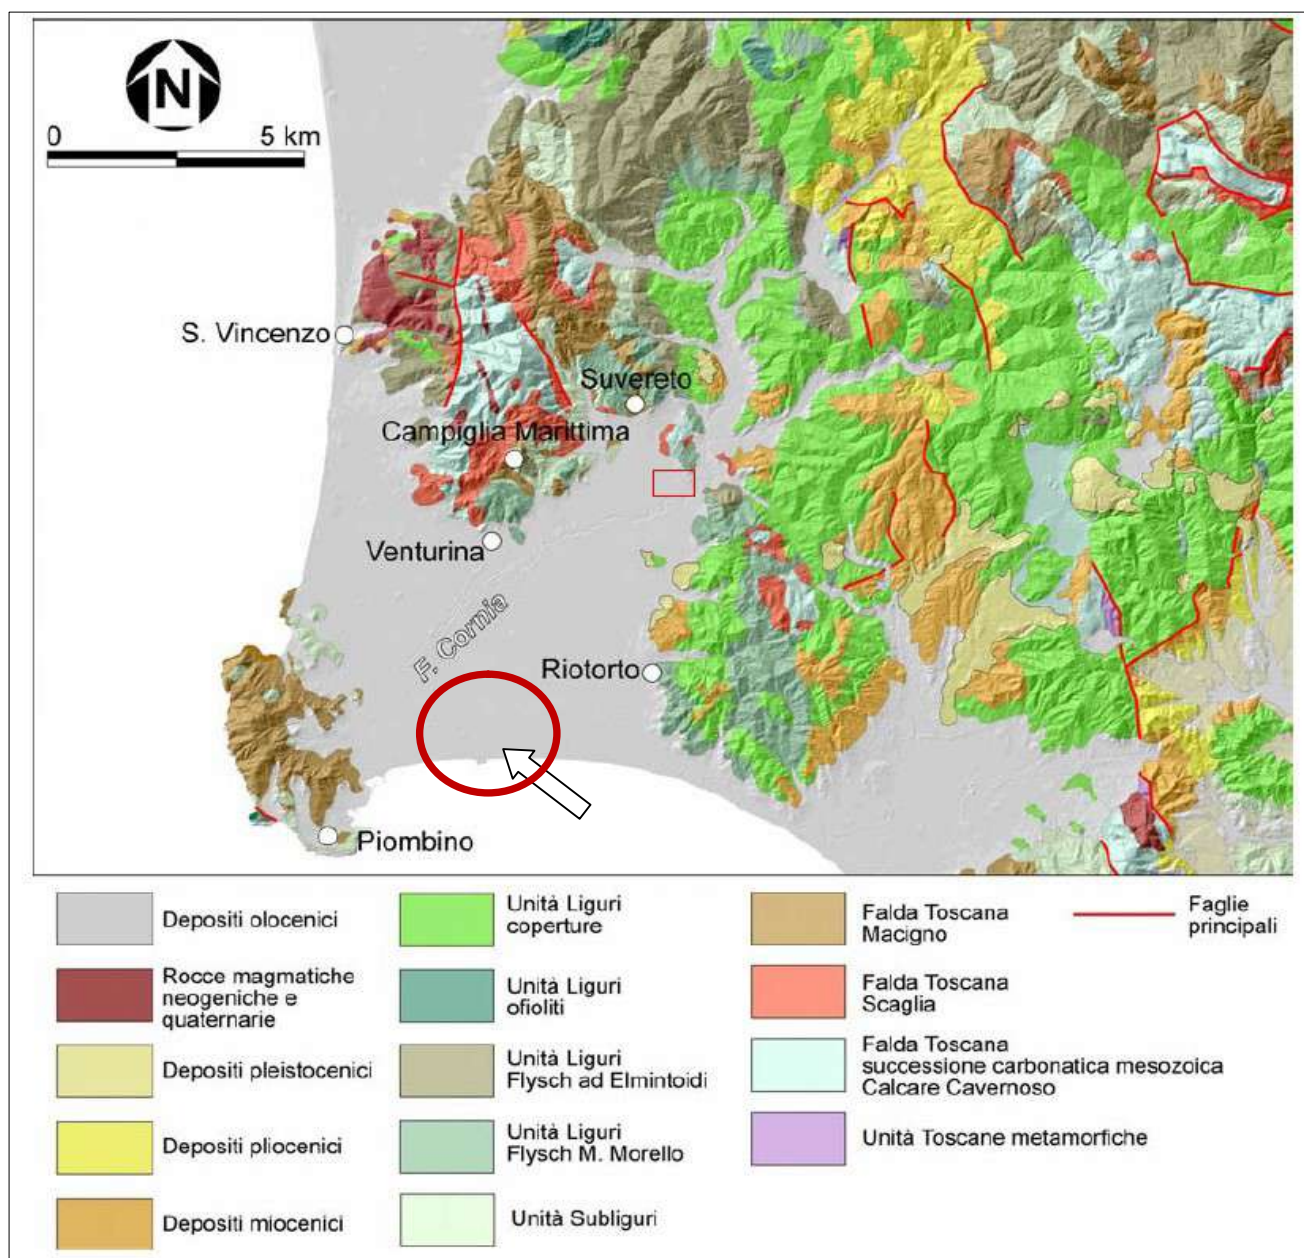 N
0 5 km
S. Vincenzo
Suvereto
Campiglia Marittima
Venturina
F. Cornia
Riotorto
Piombino
Depositi olocenici
Rocce magmatiche
neogeniche e
quaternarie
Depositi pleistocenici
Depositi pliocenici
Depositi miocenici
Unità Liguri
coperture
Unità Liguri
ofioliti
Unità Liguri
Flysch ad Elmintoidi
Unità Liguri
Flysch M. Morello
Unità Subliguri
Falda Toscana
Macigno
Falda Toscana
Scaglia
Falda Toscana
successione carbonatica mesozoica
Calcare Cavernoso
Unità Toscane metamorfiche
Faglie
principali